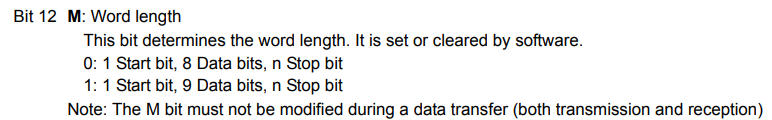 Bit 12 M: Word length
This bit determines the word length. It is set or cleared by software.
0: 1 Start bit, 8 Data bits, n Stop bit
1: 1 Start bit, 9 Data bits, n Stop bit
Note: The M bit must not be modified during a data transfer (both transmission and reception)